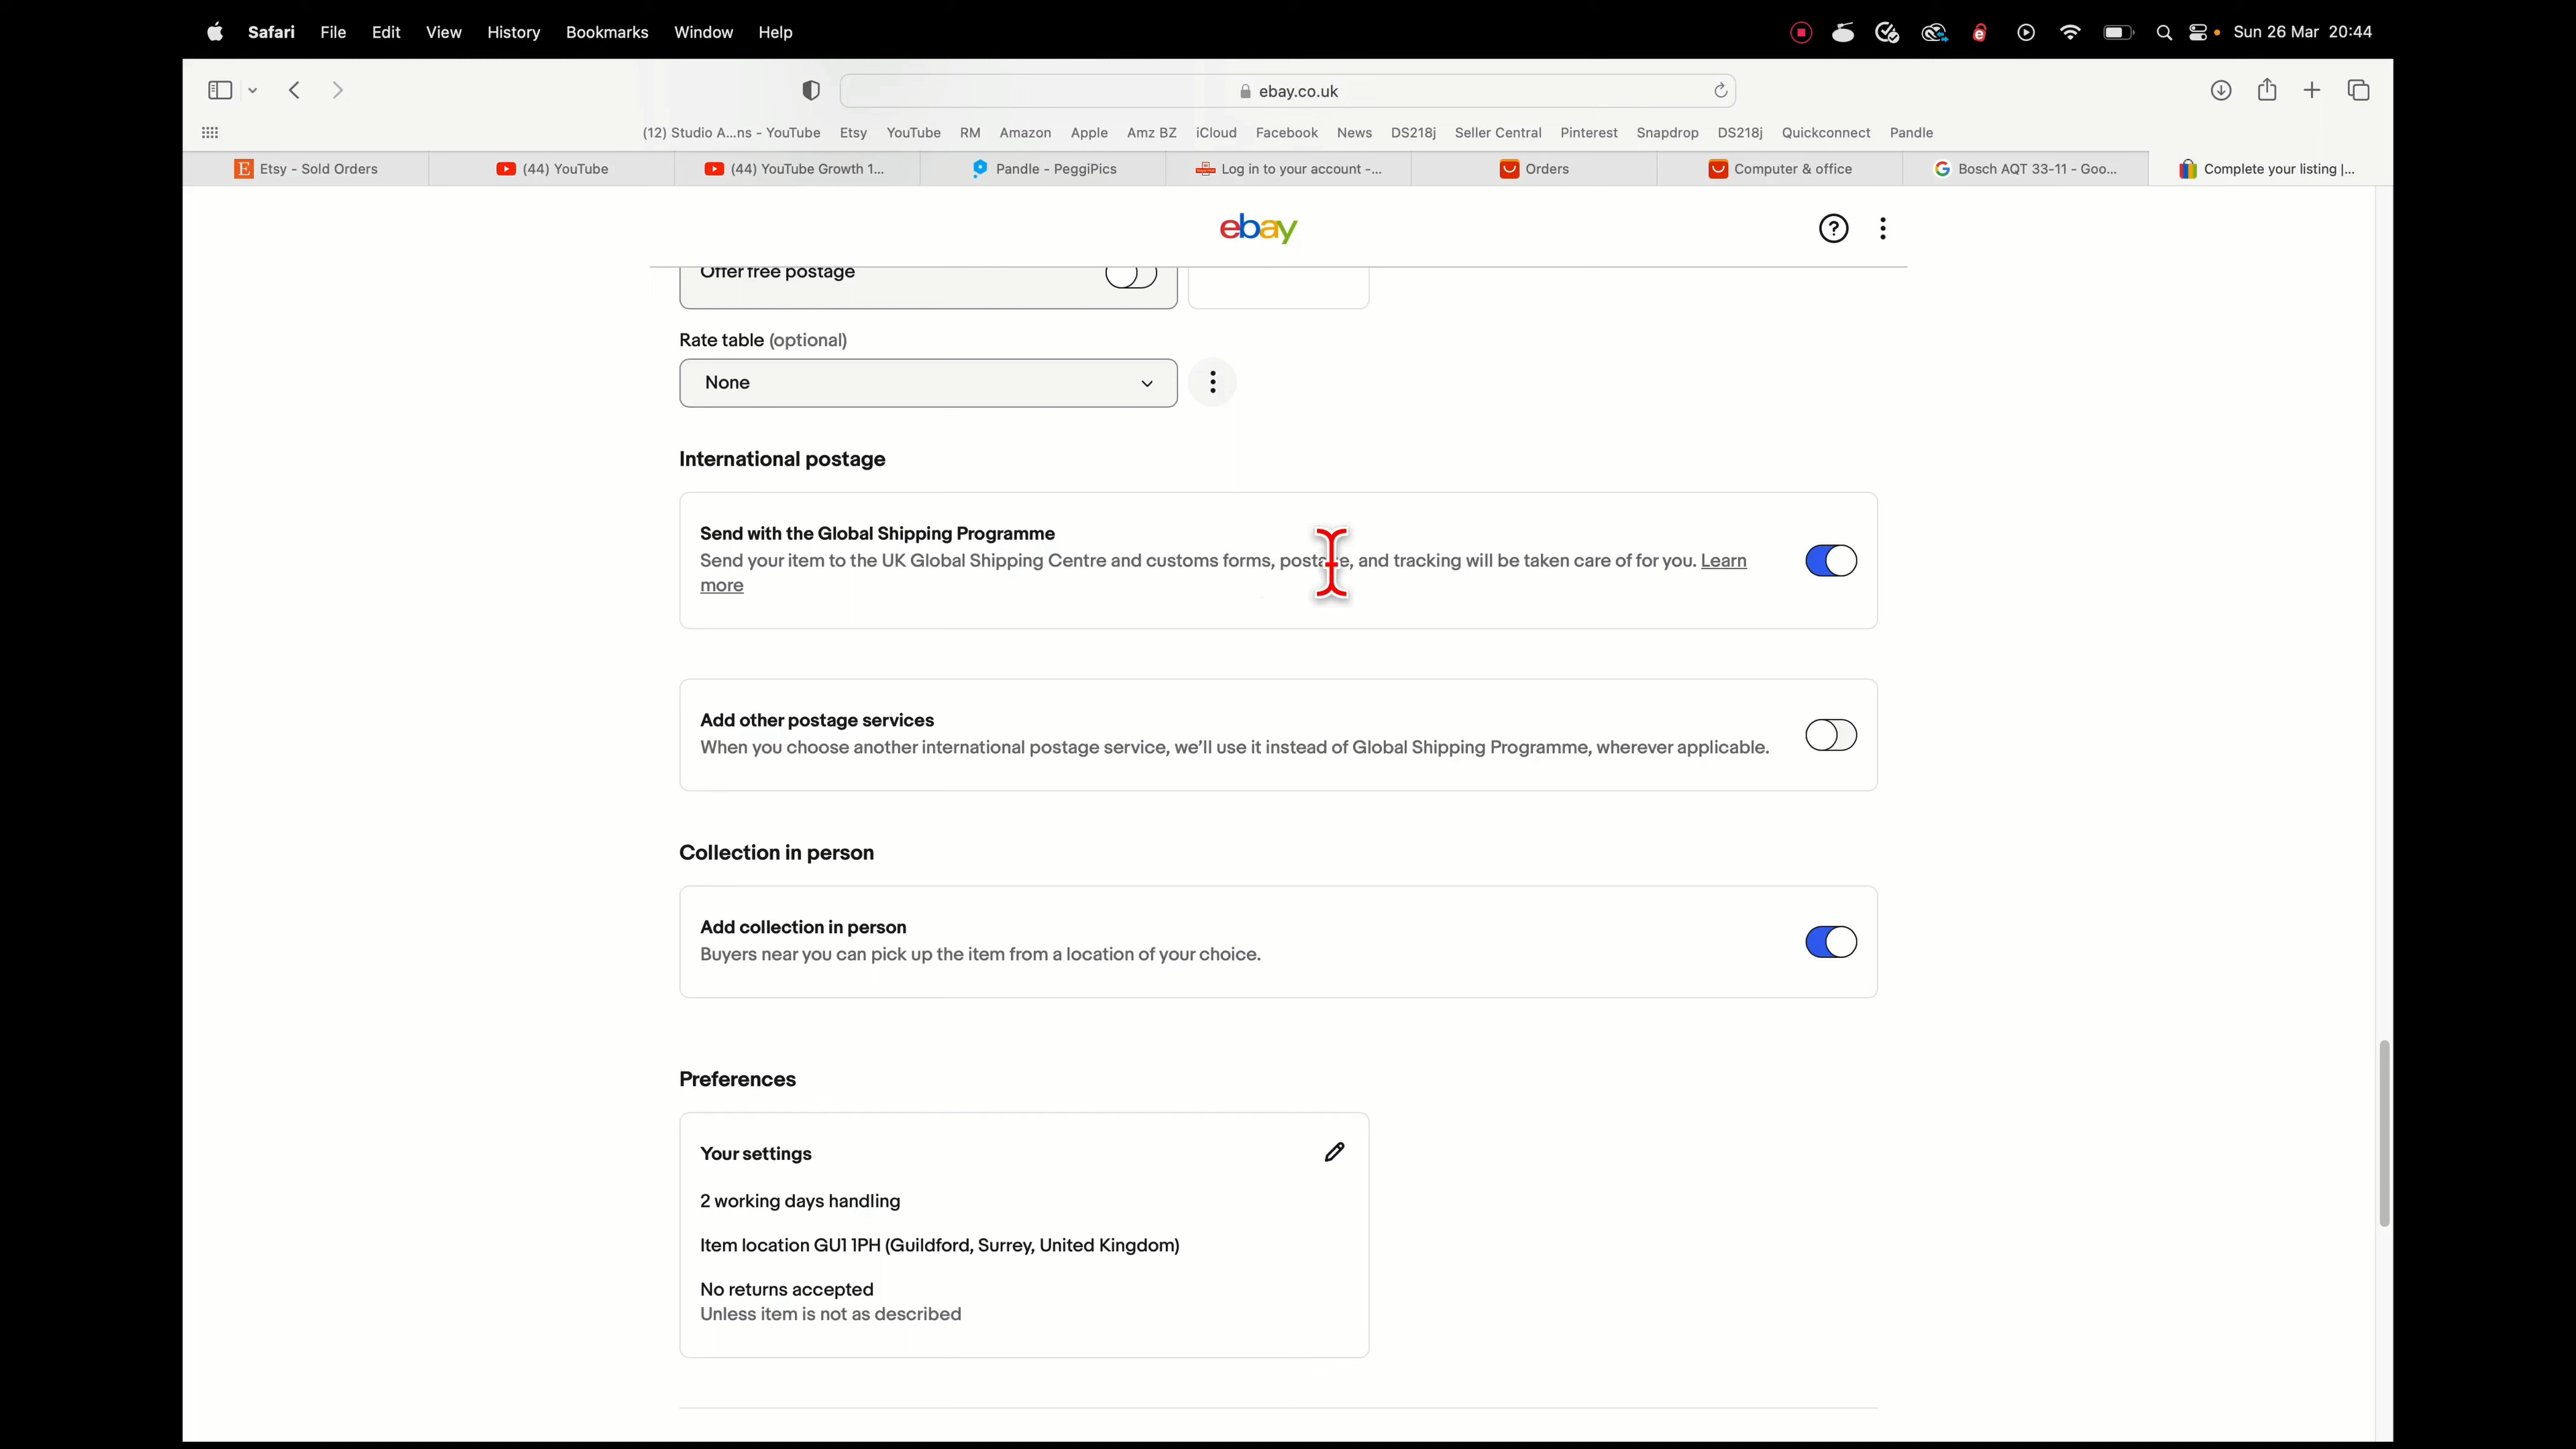 Safari File Edit View History Bookmarks Window Help
Sun 26 Mar 20:44
ebay.co.uk
(12) Studio A...ns - YouTube Etsy YouTube RM Amazon Apple Amz BZ iCloud Facebook News DS218j Seller Central Pinterest Snapdrop DS218j Quickconnect Pandle
Etsy - Sold Orders
(44) YouTube
(44) YouTube Growth 1...
Pandle - PeggiPics
Log in to your account -...
Orders
Computer & office
Bosch AQT 33-11 - Goo...
Complete your listing |...
ebay
Offer free postage
Rate table (optional)
None
International postage
Send with the Global Shipping Programme
Send your item to the UK Global Shipping Centre and customs forms, postage, and tracking will be taken care of for you. Learn
more
Add other postage services
When you choose another international postage service, we'll use it instead of Global Shipping Programme, wherever applicable.
Collection in person
Add collection in person
Buyers near you can pick up the item from a location of your choice.
Preferences
Your settings
2 working days handling
Item location GU1 1PH (Guildford, Surrey, United Kingdom)
No returns accepted
Unless item is not as described